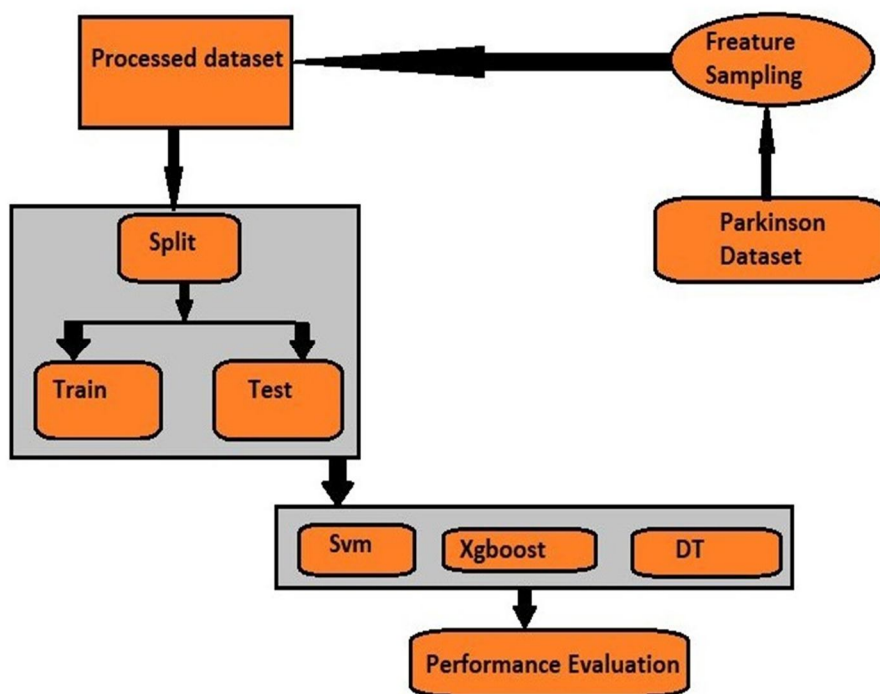 Processed dataset
Freature
Sampling
Parkinson
Dataset
Split
Train
Test
Svm
Xgboost
DT
Performance Evaluation